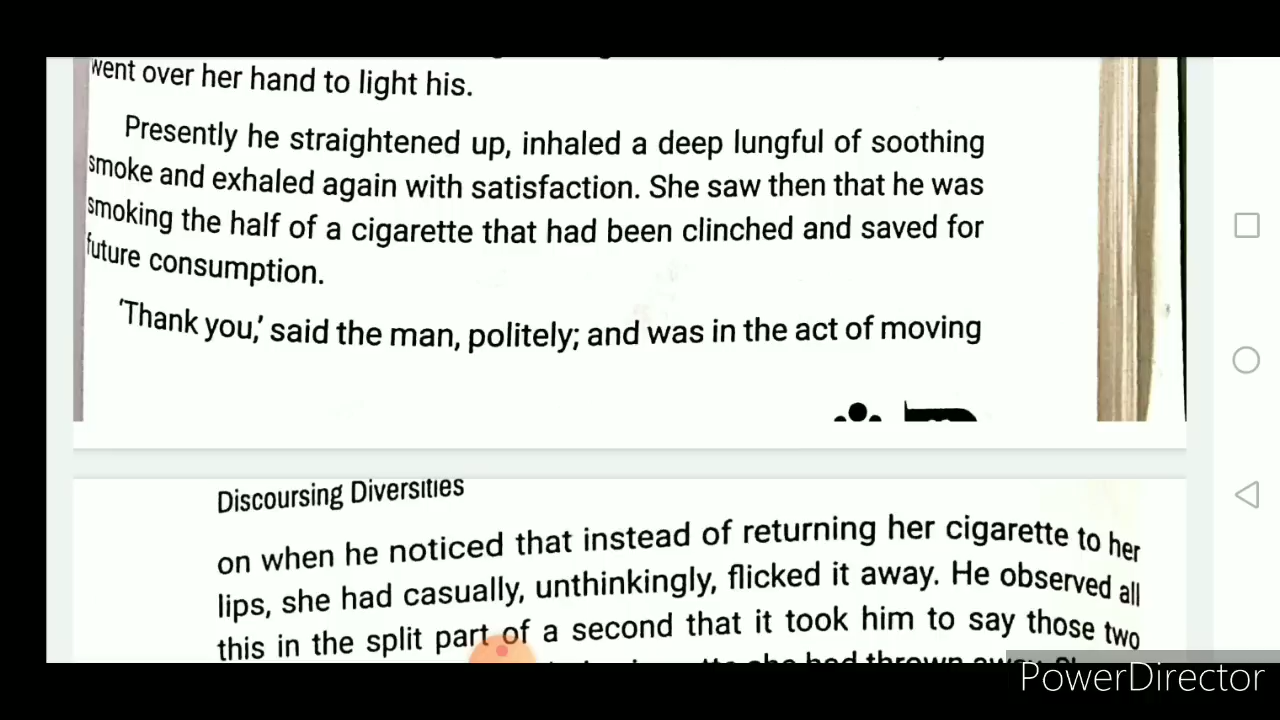 went over her hand to light his.
Presently he straightened up, inhaled a deep lungful of soothing
smoke and exhaled again with satisfaction. She saw then that he was
smoking the half of a cigarette that had been clinched and saved for
future consumption.
'Thank you,' said the man, politely; and was in the act of moving
Discoursing Diversities
on when he noticed that instead of returning her cigarette to her
lips, she had casually, unthinkingly, flicked it away. He observed all
this in the split part of a second that it took him to say those two
she had thrown away.
PowerDirector